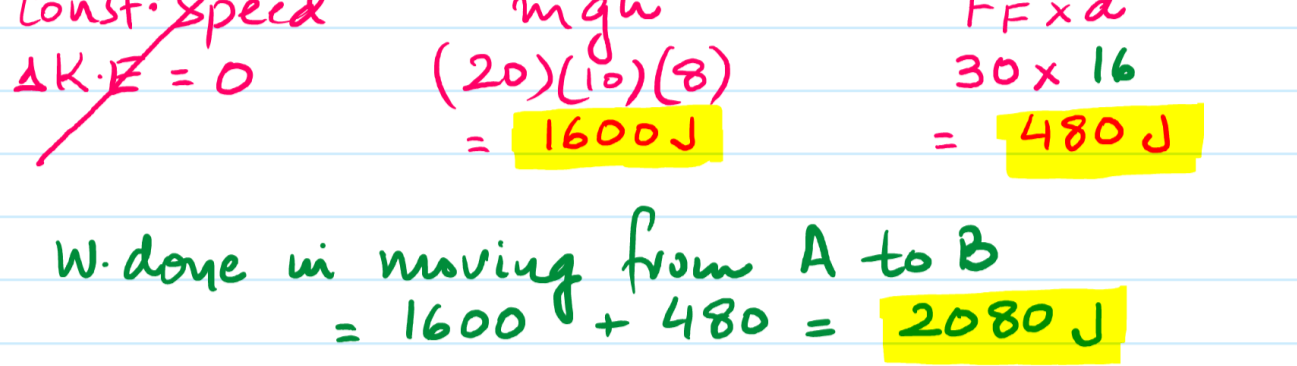 Const. Speed mgh FF x d
ΔK.E = 0 (20)(10)(8) 30 x 16
= 1600 J = 480 J
W. done in moving from A to B
= 1600 + 480 = 2080 J